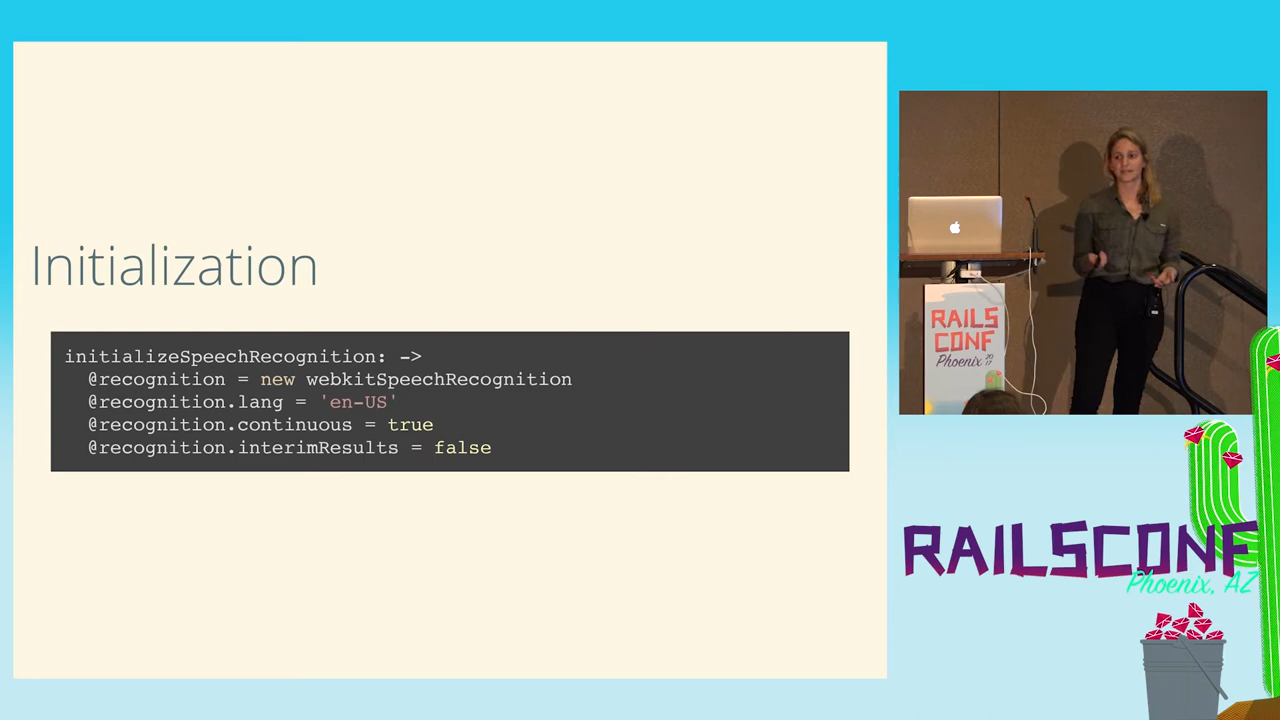 Initialization
initializeSpeechRecognition: ->
@recognition = new webkitSpeechRecognition
@recognition.lang = 'en-US'
@recognition.continuous = true
@recognition.interimResults = false
RAILS
CONF
Phoenix 2017
RAILSCONF
Phoenix, AZ